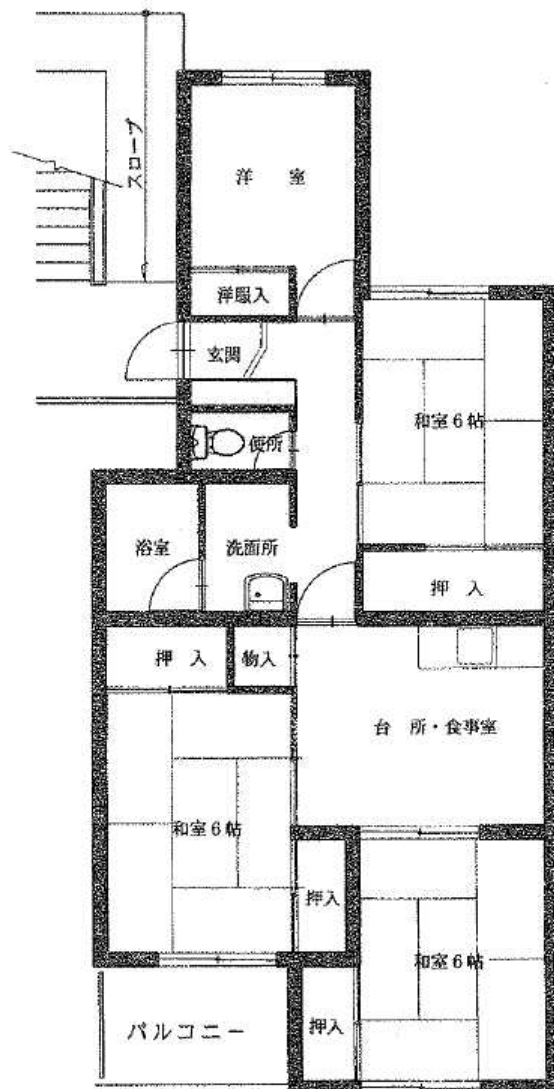 スロープ
洋 室
洋服入
玄関
和室6帖
便所
浴室
洗面所
押 入
押 入
物入
台 所・食事室
和室6帖
押入
和室6帖
押入
バルコニー